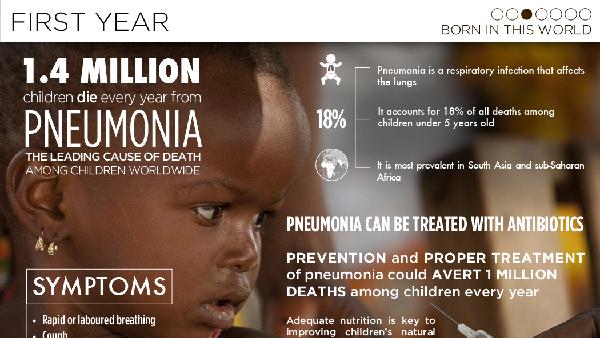 FIRST YEAR
BORN IN THIS WORLD
1.4 MILLION
children die every year from
PNEUMONIA
THE LEADING CAUSE OF DEATH
AMONG CHILDREN WORLDWIDE
Pneumonia is a respiratory infection that affects
the lungs
18%
It accounts for 18% of all deaths among
children under 5 years old
It is most prevalent in South Asia and sub-Saharan
Africa
PNEUMONIA CAN BE TREATED WITH ANTIBIOTICS
PREVENTION and PROPER TREATMENT
of pneumonia could AVERT 1 MILLION
DEATHS among children every year
SYMPTOMS
• Rapid or laboured breathing
• Cough
Adequate nutrition is key to
improving children's natural